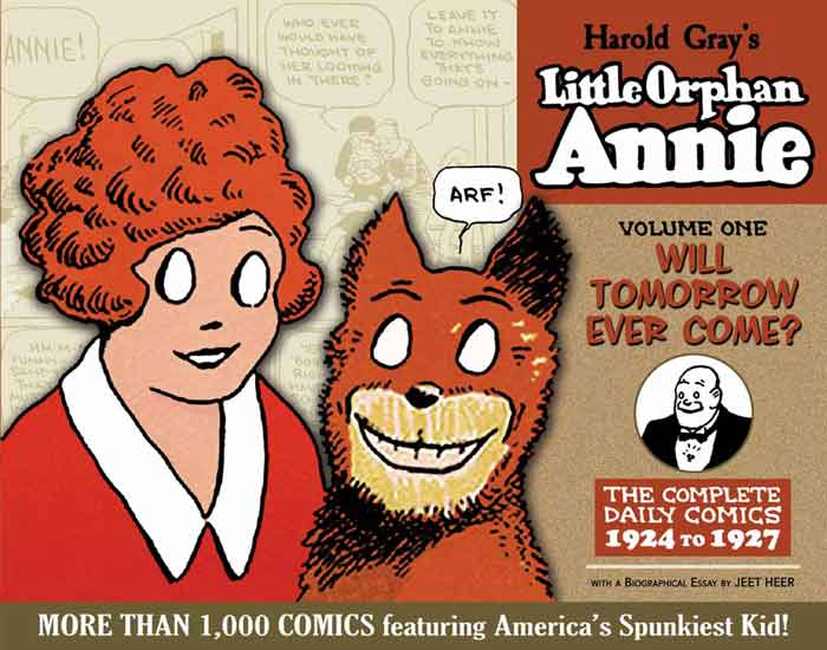 ANNIE!
WHO EVER
WOULD HAVE
THOUGHT OF
HER LOOKING
IN THERE?
LEAVE IT
TO ANNIE
TO KNOW
EVERYTHING
THAT'S
GOING ON-
Harold Gray's
Little Orphan
Annie
ARF!
VOLUME ONE
WILL
TOMORROW
EVER COME?
THE COMPLETE
DAILY COMICS
1924 TO 1927
WITH A BIOGRAPHICAL ESSAY BY JEET HEER
MORE THAN 1,000 COMICS featuring America's Spunkiest Kid!